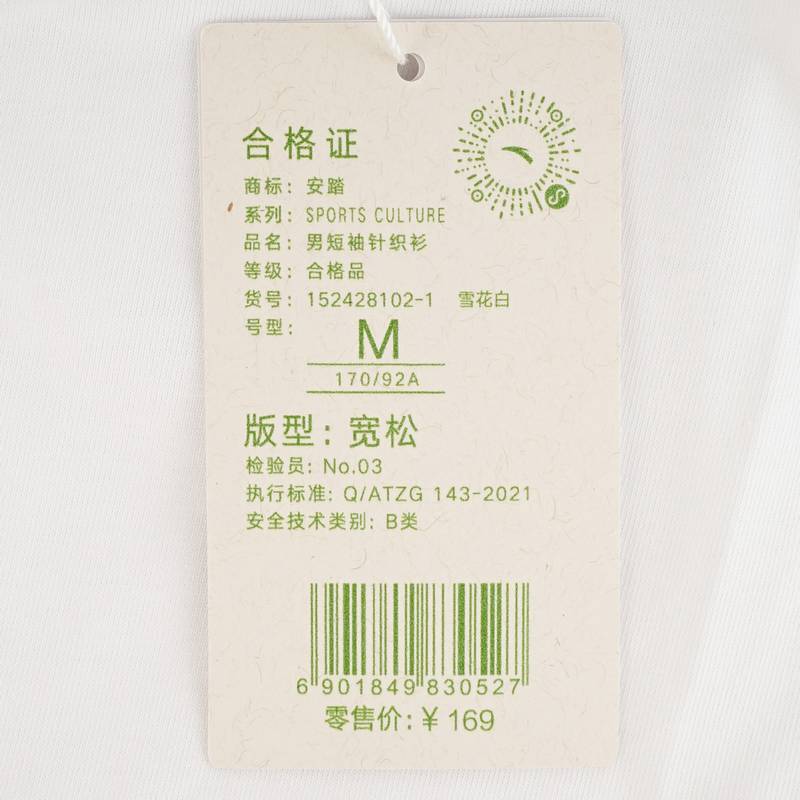 合格证
商标：安踏
系列：SPORTS CULTURE
品名：男短袖针织衫
等级：合格品
货号：152428102-1 雪花白
号型：M
170/92A
版型：宽松
检验员：No.03
执行标准：Q/ATZG 143-2021
安全技术类别：B类
6 901849 830527
零售价：¥ 169